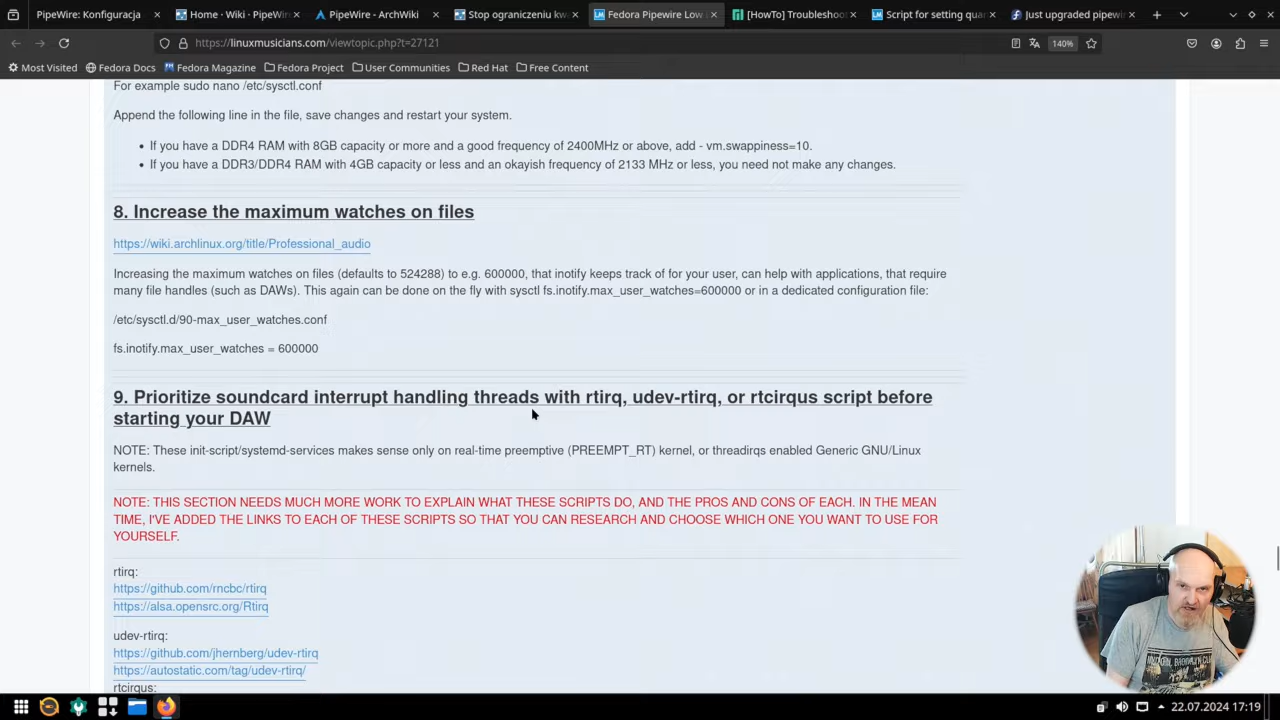 PipeWire: Konfiguracja
Home · Wiki · PipeWire
PipeWire - ArchWiki
Stop ograniczeniu kw
Fedora Pipewire Low L
[HowTo] Troubleshoo
Script for setting qua
Just upgraded pipewir
https://linuxmusicians.com/viewtopic.php?t=27121
140%
Most Visited
Fedora Docs
Fedora Magazine
Fedora Project
User Communities
Red Hat
Free Content
For example sudo nano /etc/sysctl.conf
Append the following line in the file, save changes and restart your system.
• If you have a DDR4 RAM with 8GB capacity or more and a good frequency of 2400MHz or above, add - vm.swappiness=10.
• If you have a DDR3/DDR4 RAM with 4GB capacity or less and an okayish frequency of 2133 MHz or less, you need not make any changes.
8. Increase the maximum watches on files
https://wiki.archlinux.org/title/Professional_audio
Increasing the maximum watches on files (defaults to 524288) to e.g. 600000, that inotify keeps track of for your user, can help with applications, that require
many file handles (such as DAWs). This again can be done on the fly with sysctl fs.inotify.max_user_watches=600000 or in a dedicated configuration file:
/etc/sysctl.d/90-max_user_watches.conf
fs.inotify.max_user_watches = 600000
9. Prioritize soundcard interrupt handling threads with rtirq, udev-rtirq, or rtcirqus script before
starting your DAW
NOTE: These init-script/systemd-services makes sense only on real-time preemptive (PREEMPT_RT) kernel, or threadirqs enabled Generic GNU/Linux
kernels.
NOTE: THIS SECTION NEEDS MUCH MORE WORK TO EXPLAIN WHAT THESE SCRIPTS DO, AND THE PROS AND CONS OF EACH. IN THE MEAN
TIME, I'VE ADDED THE LINKS TO EACH OF THESE SCRIPTS SO THAT YOU CAN RESEARCH AND CHOOSE WHICH ONE YOU WANT TO USE FOR
YOURSELF.
rtirq:
https://github.com/rncbc/rtirq
https://alsa.opensrc.org/Rtirq
udev-rtirq:
https://github.com/jhernberg/udev-rtirq
https://autostatic.com/tag/udev-rtirq/
rtcirqus:
22.07.2024 17:19